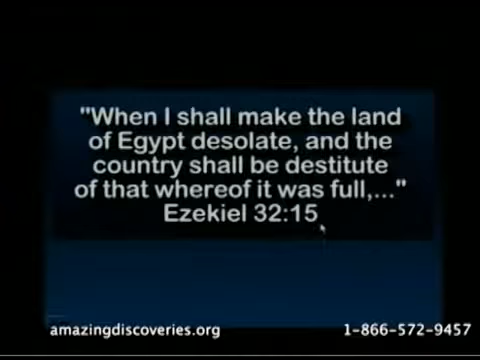 "When I shall make the land
of Egypt desolate, and the
country shall be destitute
of that whereof it was full,..."
Ezekiel 32:15
amazingdiscoveries.org
1-866-572-9457